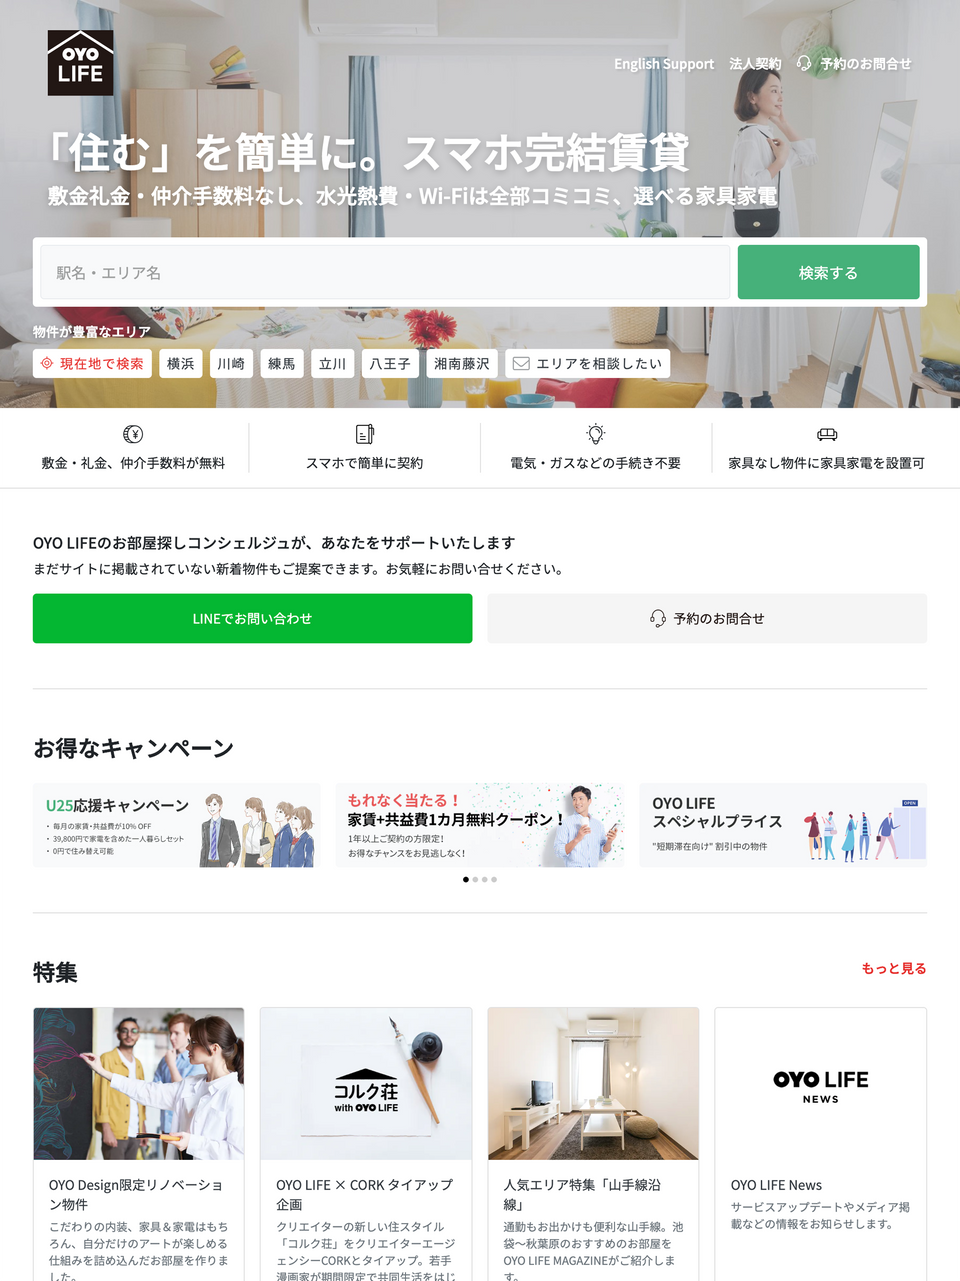 OYO
LIFE
English Support 法人契約 予約のお問合せ
「住む」を簡単に。スマホ完結賃貸
敷金礼金・仲介手数料なし、水光熱費・Wi-Fiは全部コミコミ、選べる家具家電
駅名・エリア名
検索する
物件が豊富なエリア
現在地で検索 横浜 川崎 練馬 立川 八王子 湘南藤沢 エリアを相談したい
敷金・礼金、仲介手数料が無料 スマホで簡単に契約 電気・ガスなどの手続き不要 家具なし物件に家具家電を設置可
OYO LIFEのお部屋探しコンシェルジュが、あなたをサポートいたします
まだサイトに掲載されていない新着物件もご提案できます。お気軽にお問い合せください。
LINEでお問い合わせ 予約のお問合せ
お得なキャンペーン
U25応援キャンペーン
・毎月の家賃・共益費が10% OFF
・39,800円で家電を含めた一人暮らしセット
・0円で住み替え可能
もれなく当たる！
家賃+共益費1カ月無料クーポン！
1年以上ご契約の方限定！
お得なチャンスをお見逃しなく！
OYO LIFE
スペシャルプライス
"短期滞在向け" 割引中の物件
OPEN
特集
もっと見る
コルク荘
with OYO LIFE
OYO LIFE
NEWS
OYO Design限定リノベーショ
ン物件
こだわりの内装、家具＆家電はもち
ろん、自分だけのアートが楽しめる
仕組みを詰め込んだお部屋を作りま
した。
OYO LIFE × CORK タイアップ
企画
クリエイターの新しい住スタイル
「コルク荘」をクリエイターエージ
ェンシーCORKとタイアップ。若手
漫画家が期間限定で共同生活をはじ
人気エリア特集「山手線沿
線」
通勤もお出かけも便利な山手線。池
袋〜秋葉原のおすすめのお部屋を
OYO LIFE MAGAZINEがご紹介しま
す。
OYO LIFE News
サービスアップデートやメディア掲
載などの情報をお知らせします。